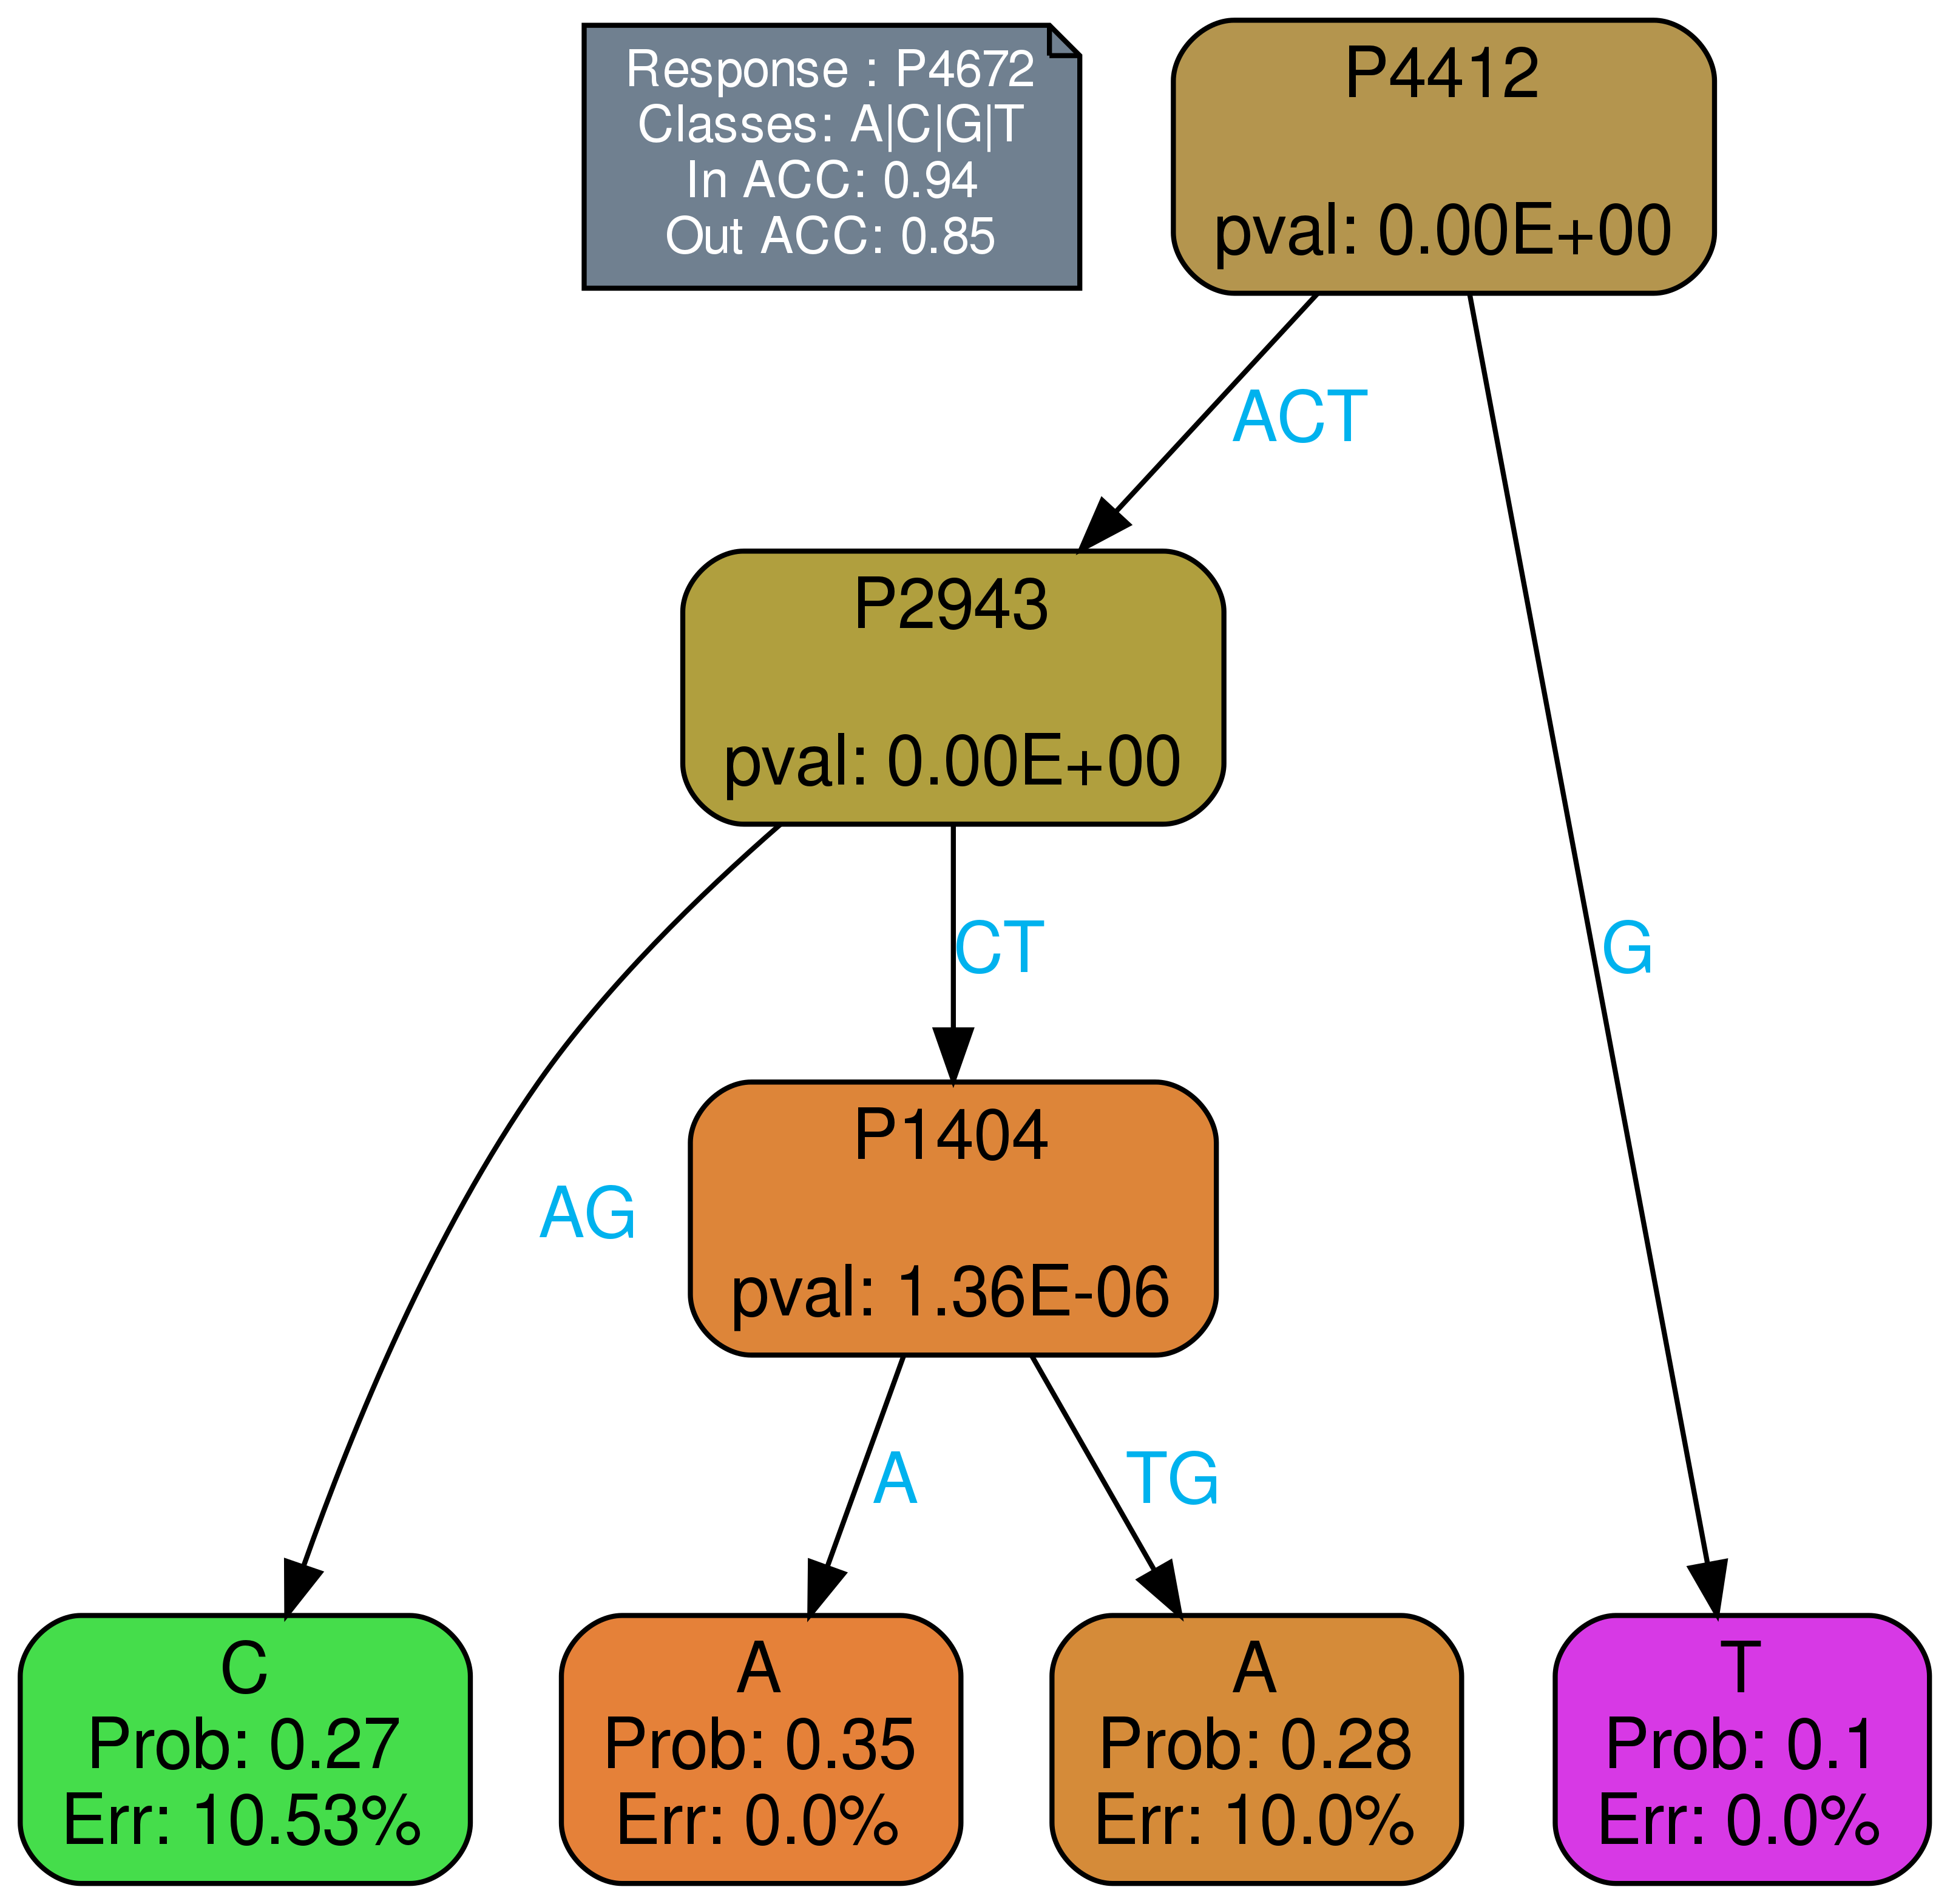 Response : P4672
Classes: A|C|G|T
In ACC: 0.94
Out ACC: 0.85
P4412
pval: 0.00E+00
ACT
P2943
pval: 0.00E+00
CT
G
P1404
pval: 1.36E-06
AG
A
TG
C
Prob: 0.27
Err: 10.53%
A
Prob: 0.35
Err: 0.0%
A
Prob: 0.28
Err: 10.0%
T
Prob: 0.1
Err: 0.0%